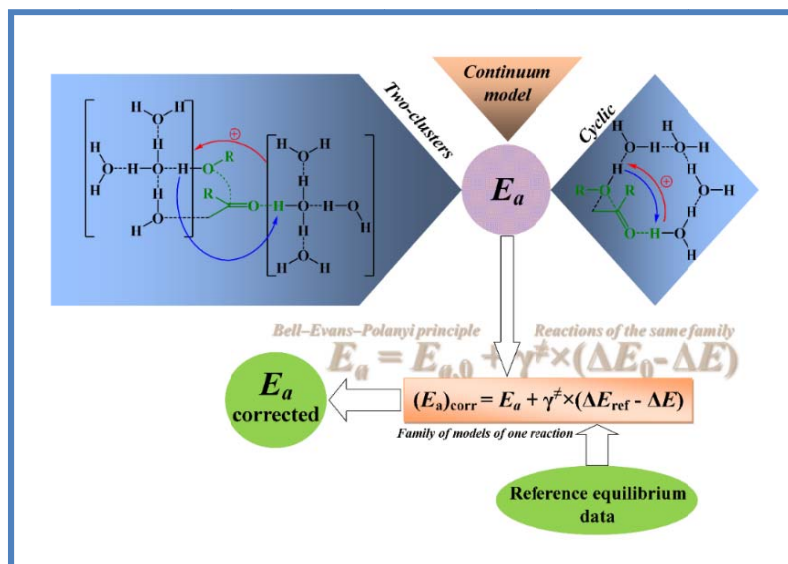 Continuum
model
Two-clusters
Cyclic
E_a
H H
O
H
H O H O H O R
H
H
O
R
O H O H O
H
H
H
O
H H
H H
O
H
O H O
H H
R O R
H
O H
H
O H
H
O H O
H
Bell–Evans–Polanyi principle
Reactions of the same family
E_a = E_a,0 + γ^≠×(ΔE_0- ΔE)
E_a
corrected
(E_a)_corr = E_a + γ^≠×(ΔE_ref - ΔE)
Family of models of one reaction
Reference equilibrium
data